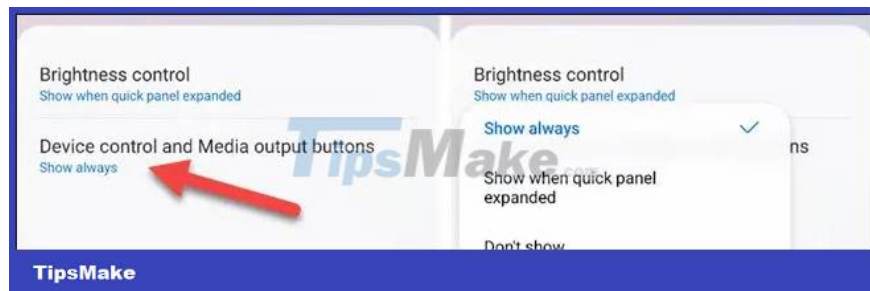 Brightness control
Show when quick panel expanded
Device control and Media output buttons
Show always
Brightness control
Show when quick panel expanded
Show always
ns
Show when quick panel
expanded
Don't show
TipsMake.com
TipsMake